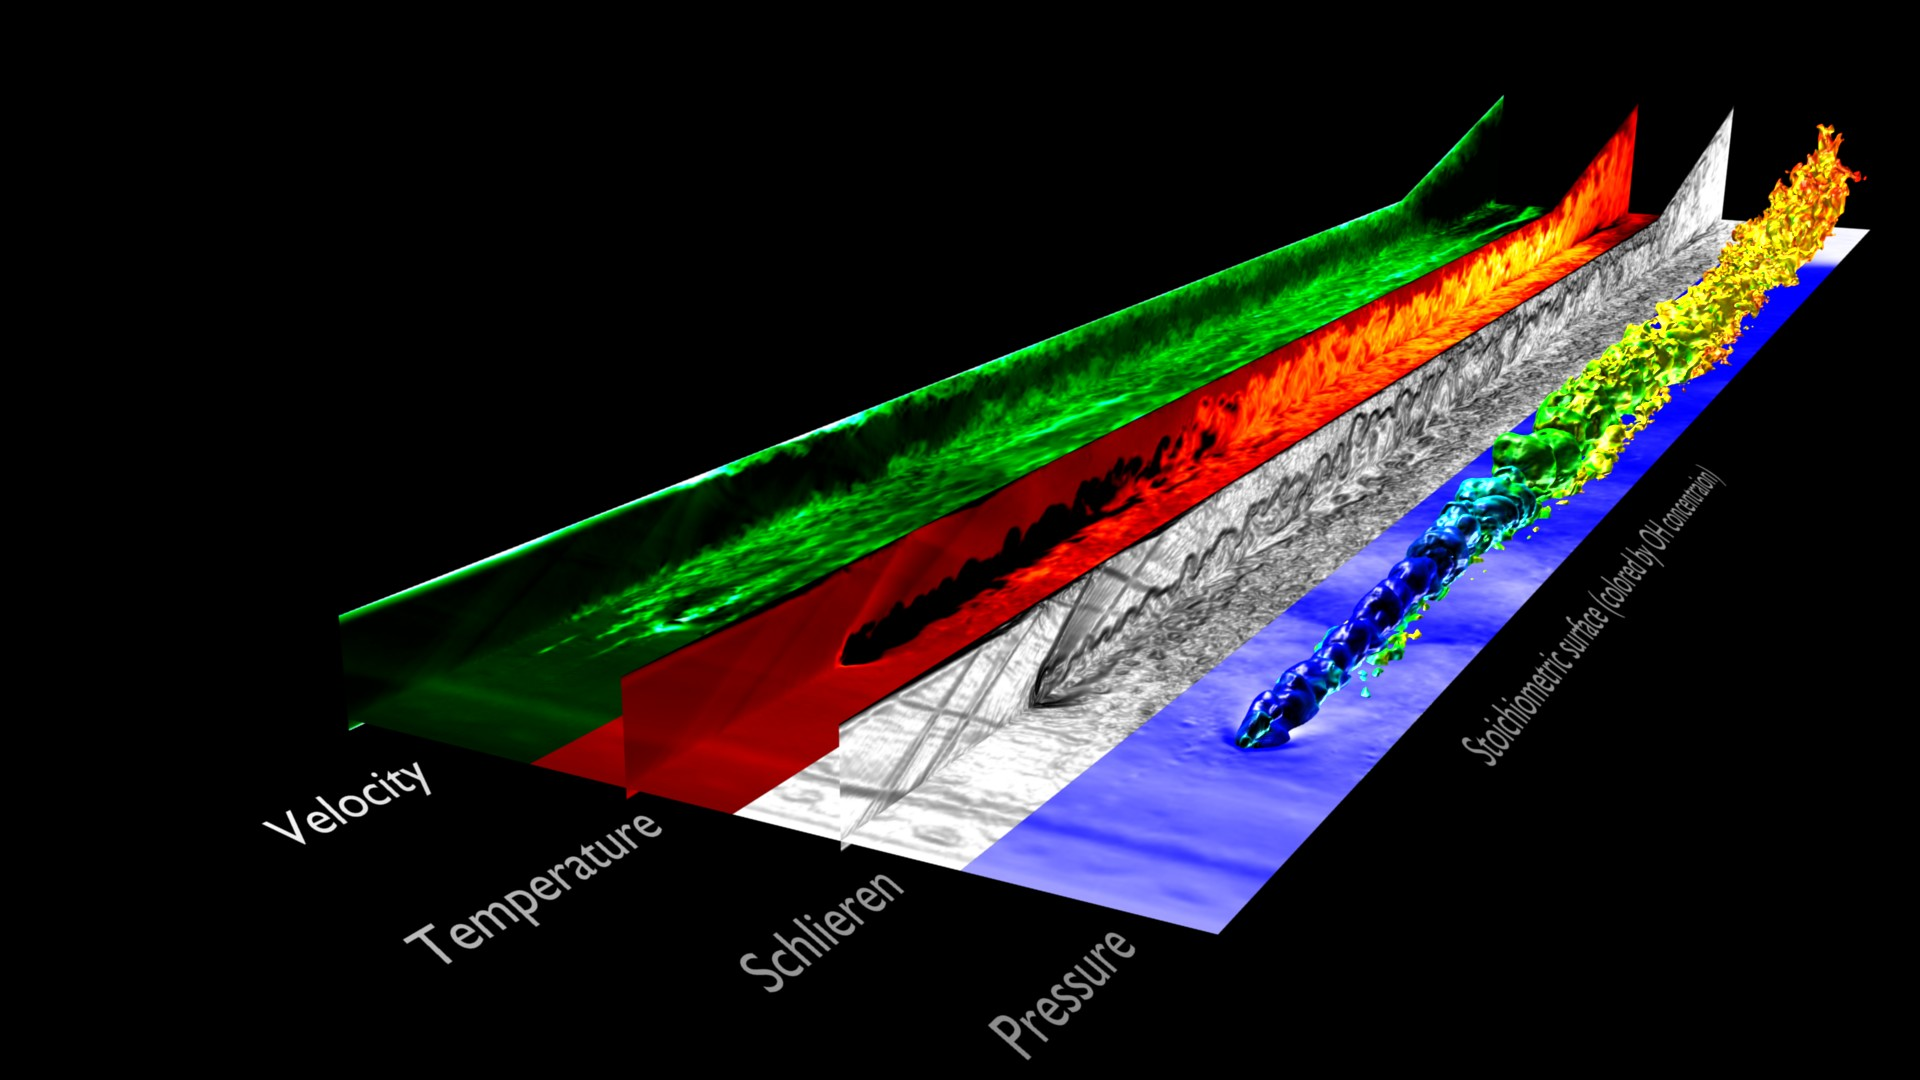 Velocity
Temperature
Schlieren
Pressure
Stoichiometric surface (colored by OH concentration)